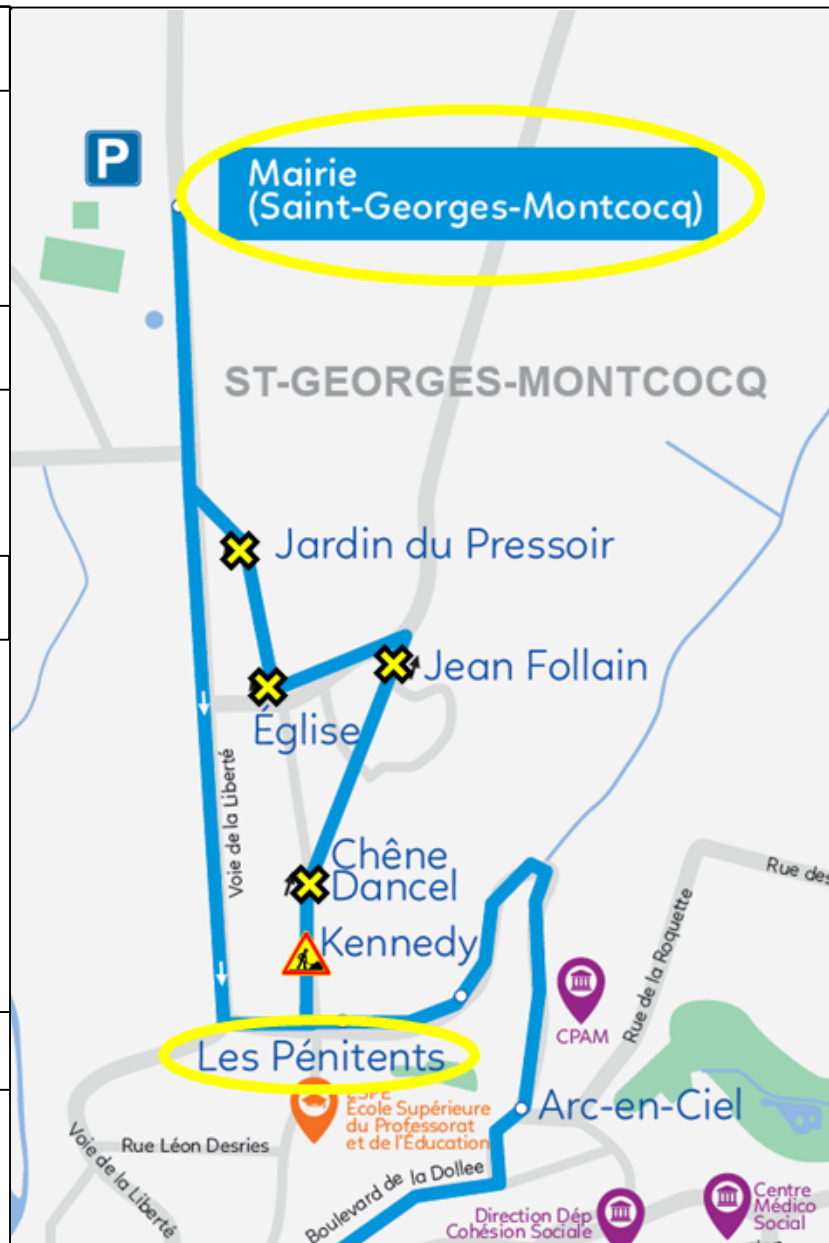 P
Mairie
(Saint-Georges-Montcocq)
ST-GEORGES-MONTCOCQ
Jardin du Pressoir
Jean Follain
Église
Voie de la Liberté
Chêne
Dancel
Kennedy
Rue des
Rue de la Roquette
CPAM
Les Pénitents
ESPE
École Supérieure
du Professorat
et de l'Éducation
Arc-en-Ciel
Rue Léon Desries
Voie de la Liberté
Boulevard de la Dollee
Direction Dép
Cohésion Sociale
Centre
Médico
Social